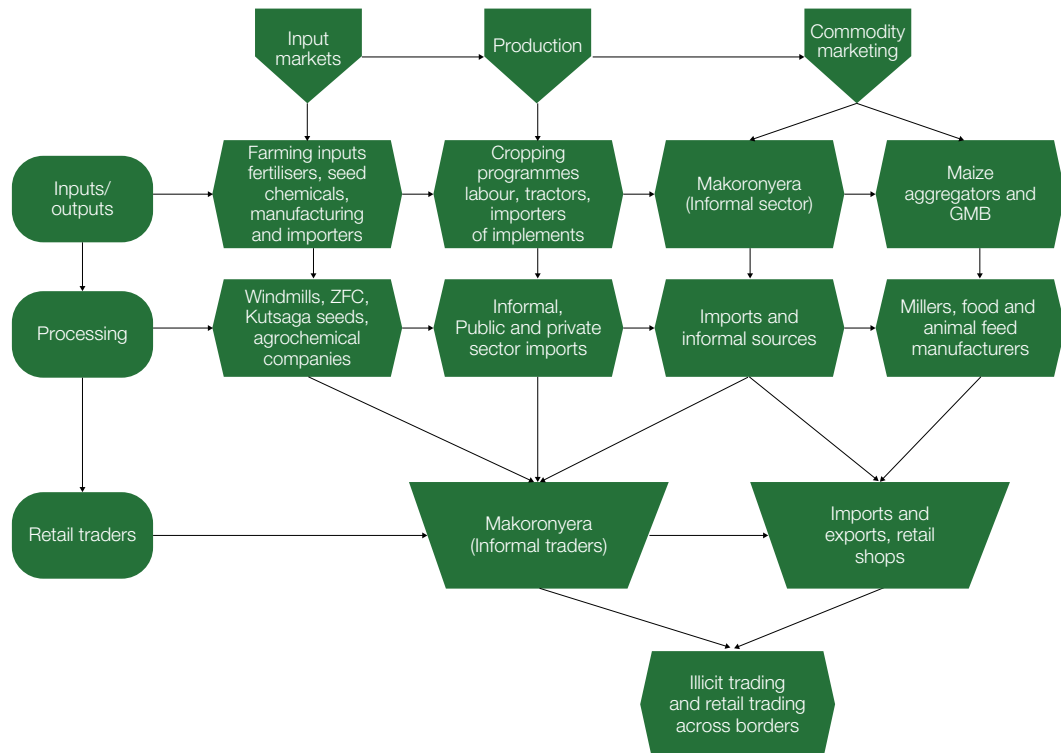 Input
markets
Production
Commodity
marketing
Inputs/
outputs
Farming inputs
fertilisers, seed
chemicals,
manufacturing
and importers
Cropping
programmes
labour, tractors,
importers
of implements
Makoronyera
(Informal sector)
Maize
aggregators and
GMB
Processing
Windmills, ZFC,
Kutsaga seeds,
agrochemical
companies
Informal,
Public and private
sector imports
Imports and
informal sources
Millers, food and
animal feed
manufacturers
Retail traders
Makoronyera
(Informal traders)
Imports and
exports, retail
shops
Illicit trading
and retail trading
across borders